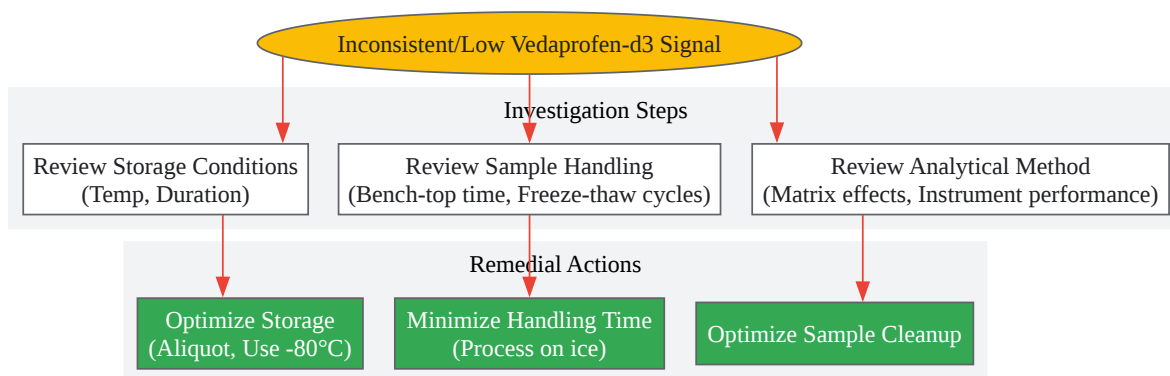 Inconsistent/Low Vedaprofen-d3 Signal
Investigation Steps
Review Storage Conditions
(Temp, Duration)
Review Sample Handling
(Bench-top time, Freeze-thaw cycles)
Review Analytical Method
(Matrix effects, Instrument performance)
Remedial Actions
Optimize Storage
(Aliquot, Use -80°C)
Minimize Handling Time
(Process on ice)
Optimize Sample Cleanup